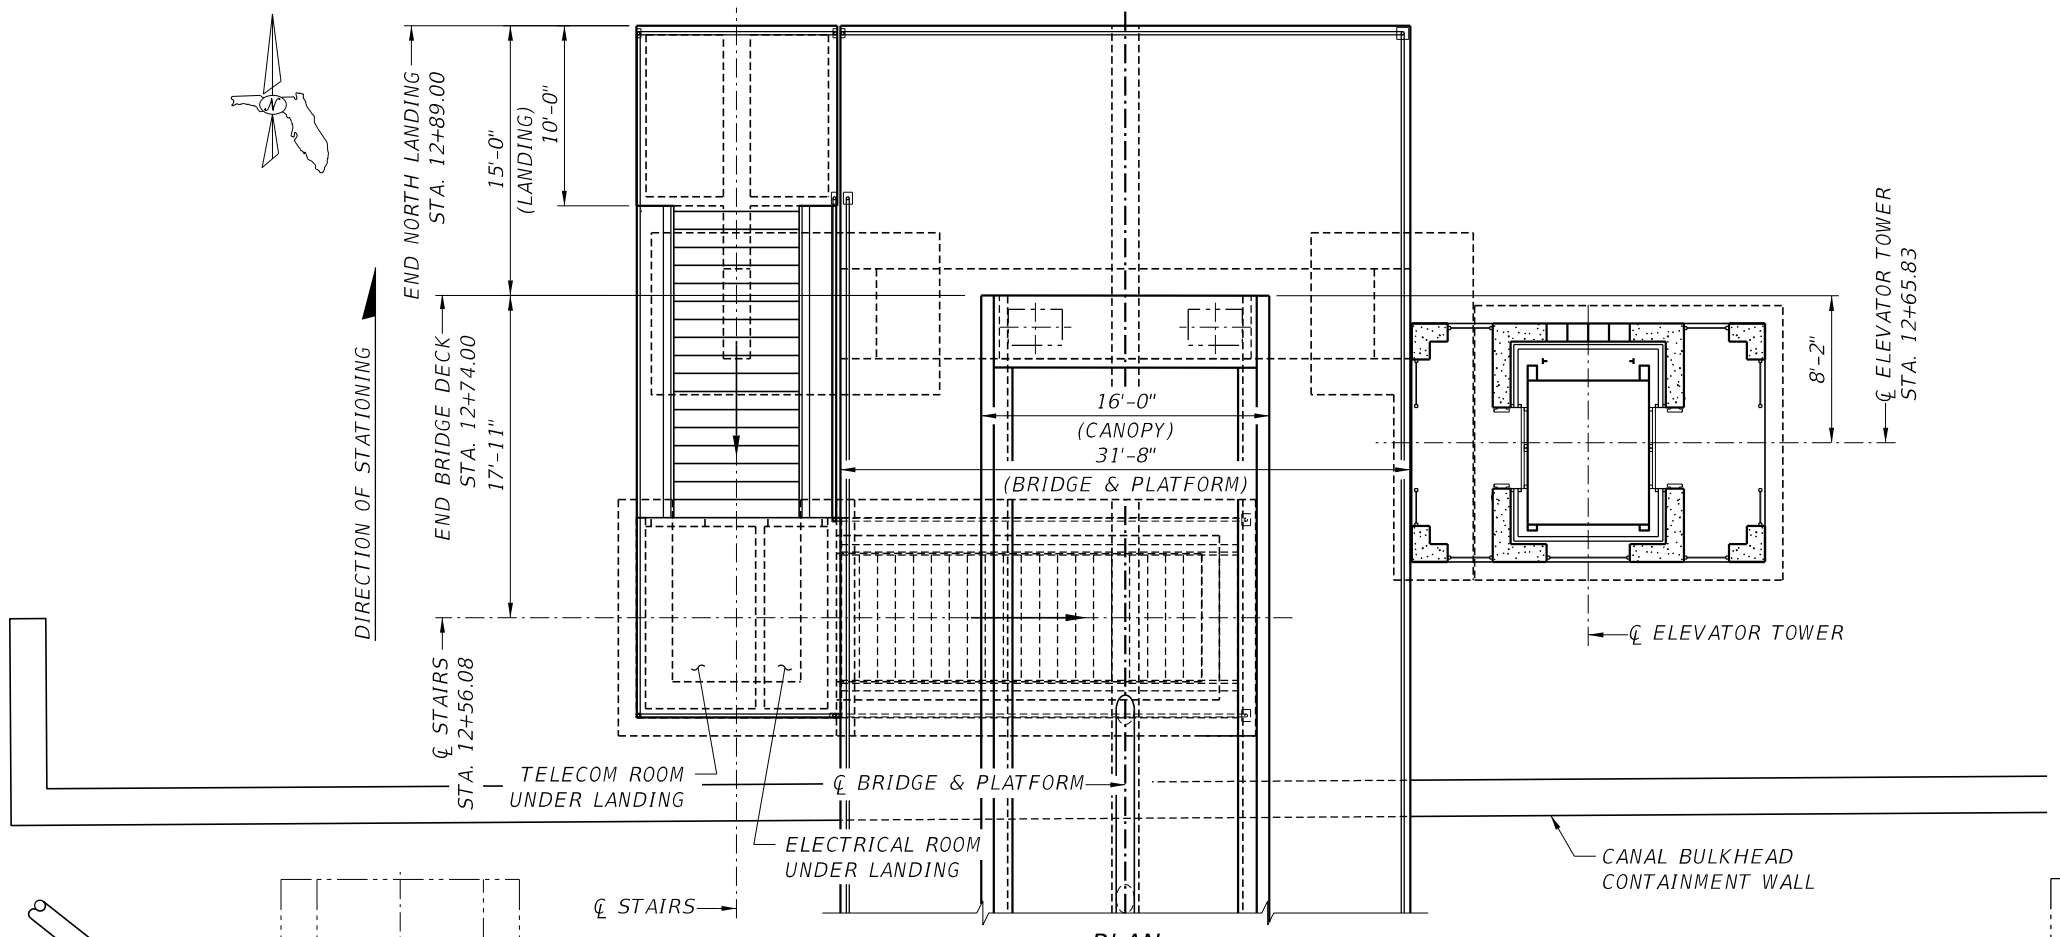 N
END NORTH LANDING
STA. 12+89.00
15'-0"
(LANDING)
10'-0"
DIRECTION OF STATIONING
END BRIDGE DECK
STA. 12+74.00
17'-11"
℄ STAIRS
STA. 12+56.08
16'-0"
(CANOPY)
31'-8"
(BRIDGE & PLATFORM)
8'-2"
℄ ELEVATOR TOWER
STA. 12+65.83
℄ ELEVATOR TOWER
TELECOM ROOM
UNDER LANDING
℄ BRIDGE & PLATFORM
ELECTRICAL ROOM
UNDER LANDING
CANAL BULKHEAD
CONTAINMENT WALL
℄ STAIRS
PLAN